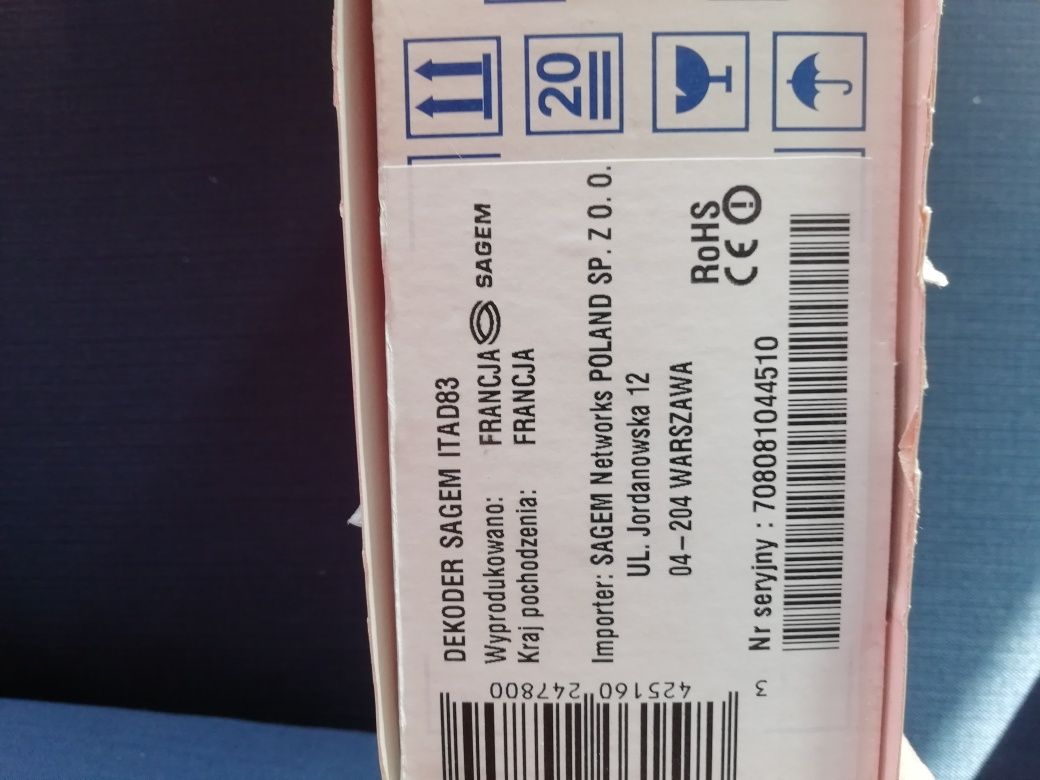 20
DEKODER SAGEM ITAD83
Wyprodukowano: FRANCJA SAGEM
Kraj pochodzenia: FRANCJA
Importer: SAGEM Networks POLAND SP. Z O. O.
UL. Jordanowska 12
04-204 WARSZAWA
RoHS
CE
Nr seryjny : 708081044510
3 425160 247800